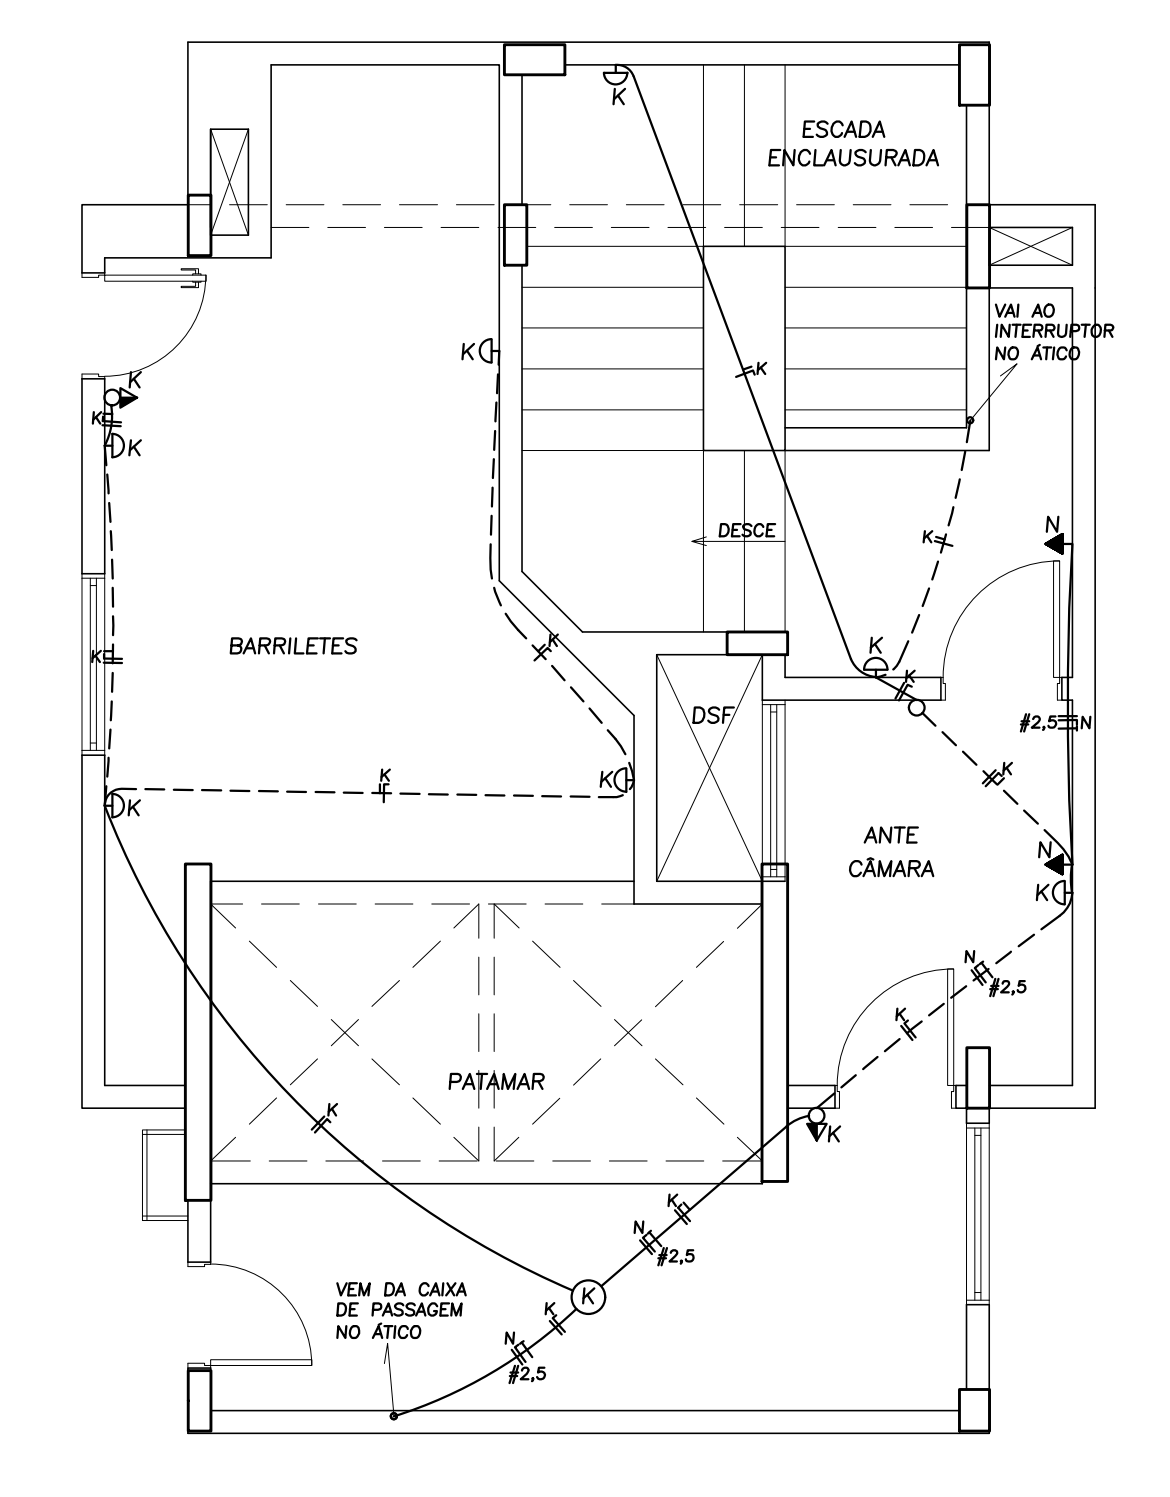 K
ESCADA
ENCLAUSURADA
VAI AO
INTERRUPTOR
NO ÁTICO
K
K
K
K
K
K
N
DESCE
K
BARRILETES
K
K
K
K
DSF
#2,5 N
K
K
K
K
ANTE
CÂMARA
N
K
N
#2,5
K
PATAMAR
K
K
K
N
#2,5
VEM DA CAIXA
DE PASSAGEM
NO ÁTICO
K
K
N
#2,5